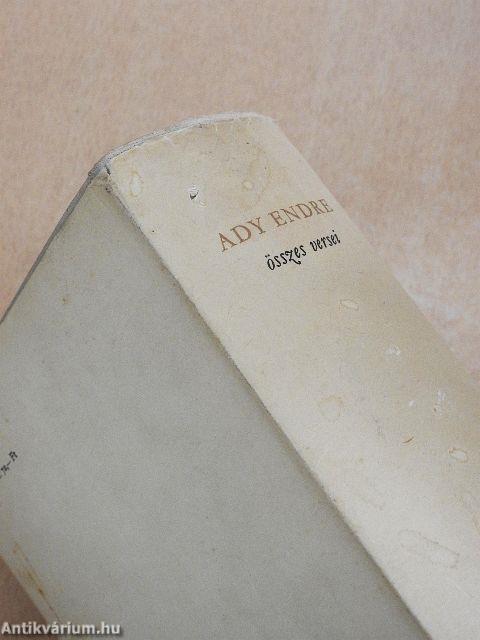 ADY ENDRE
összes versei
Antikvárium.hu